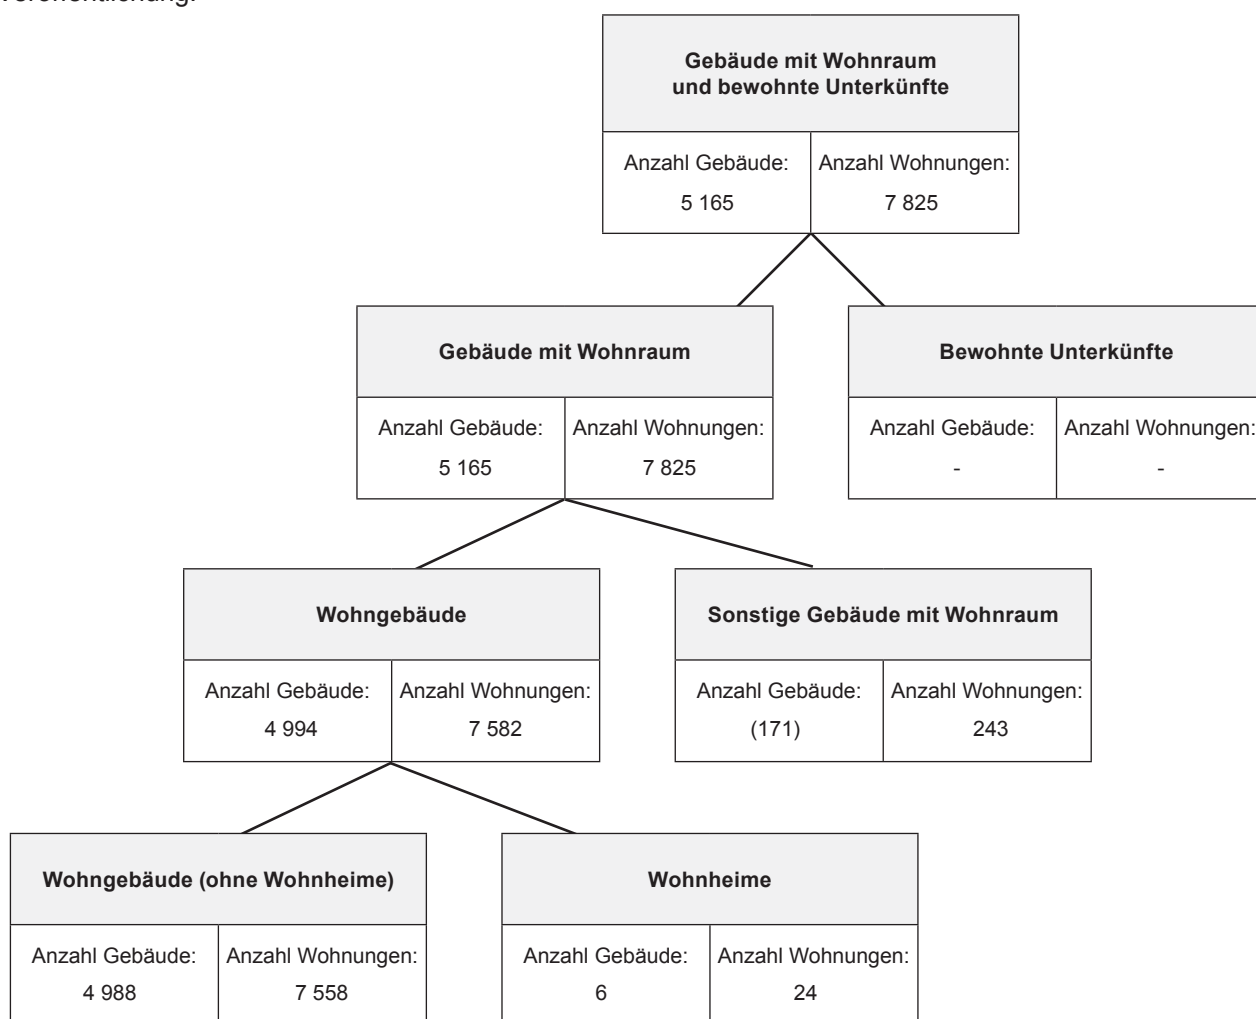 Veröffentlichung.
Gebäude mit Wohnraum
und bewohnte Unterkünfte
Anzahl Gebäude: Anzahl Wohnungen:
5 165 7 825
Gebäude mit Wohnraum Bewohnte Unterkünfte
Anzahl Gebäude: Anzahl Wohnungen: Anzahl Gebäude: Anzahl Wohnungen:
5 165 7 825 - -
Wohngebäude Sonstige Gebäude mit Wohnraum
Anzahl Gebäude: Anzahl Wohnungen: Anzahl Gebäude: Anzahl Wohnungen:
4 994 7 582 (171) 243
Wohngebäude (ohne Wohnheime) Wohnheime
Anzahl Gebäude: Anzahl Wohnungen: Anzahl Gebäude: Anzahl Wohnungen:
4 988 7 558 6 24